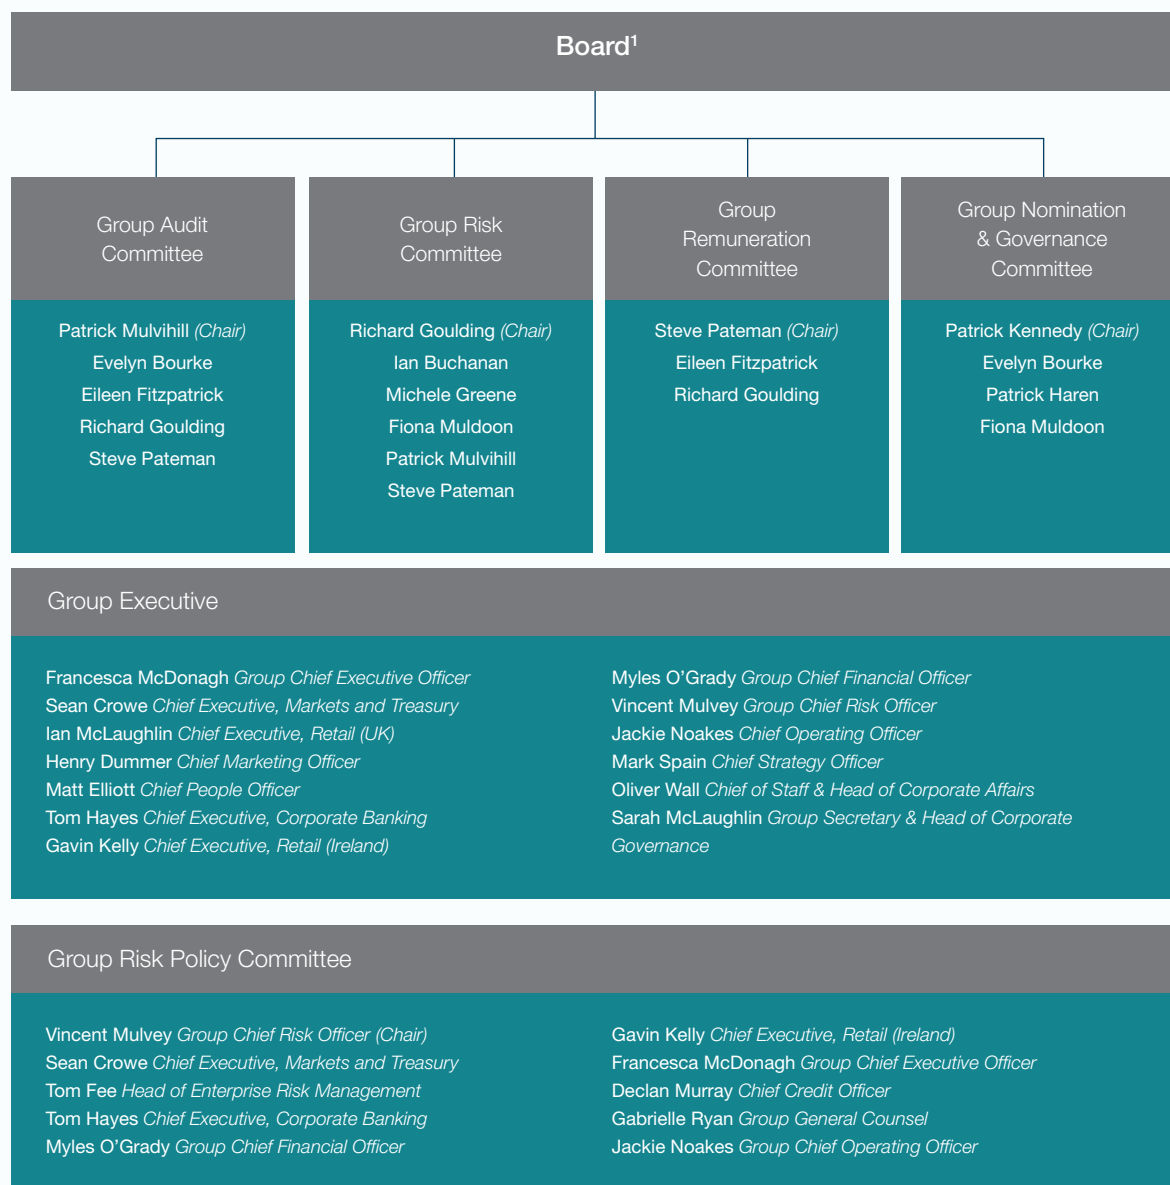 Board¹
Group Audit
Committee
Patrick Mulvihill (Chair)
Evelyn Bourke
Eileen Fitzpatrick
Richard Goulding
Steve Pateman
Group Risk
Committee
Richard Goulding (Chair)
Ian Buchanan
Michele Greene
Fiona Muldoon
Patrick Mulvihill
Steve Pateman
Group
Remuneration
Committee
Steve Pateman (Chair)
Eileen Fitzpatrick
Richard Goulding
Group Nomination
& Governance
Committee
Patrick Kennedy (Chair)
Evelyn Bourke
Patrick Haren
Fiona Muldoon
Group Executive
Francesca McDonagh Group Chief Executive Officer
Sean Crowe Chief Executive, Markets and Treasury
Ian McLaughlin Chief Executive, Retail (UK)
Henry Dummer Chief Marketing Officer
Matt Elliott Chief People Officer
Tom Hayes Chief Executive, Corporate Banking
Gavin Kelly Chief Executive, Retail (Ireland)
Myles O’Grady Group Chief Financial Officer
Vincent Mulvey Group Chief Risk Officer
Jackie Noakes Chief Operating Officer
Mark Spain Chief Strategy Officer
Oliver Wall Chief of Staff & Head of Corporate Affairs
Sarah McLaughlin Group Secretary & Head of Corporate
Governance
Group Risk Policy Committee
Vincent Mulvey Group Chief Risk Officer (Chair)
Sean Crowe Chief Executive, Markets and Treasury
Tom Fee Head of Enterprise Risk Management
Tom Hayes Chief Executive, Corporate Banking
Myles O’Grady Group Chief Financial Officer
Gavin Kelly Chief Executive, Retail (Ireland)
Francesca McDonagh Group Chief Executive Officer
Declan Murray Chief Credit Officer
Gabrielle Ryan Group General Counsel
Jackie Noakes Group Chief Operating Officer